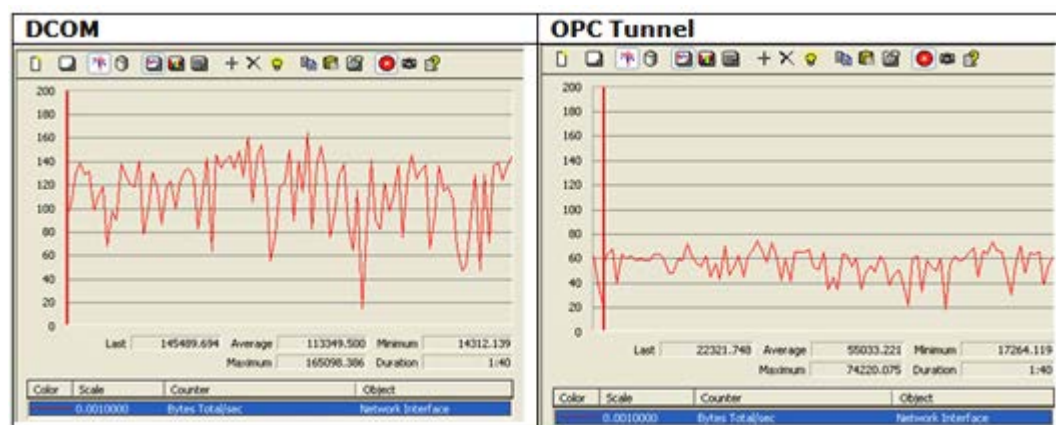 DCOM
200
180
160
140
120
100
80
60
40
20
0
Last 145489.694 Average 113349.500 Minimum 14312.139
Maximum 165098.386 Duration 1:40
Color Scale Counter Object
0.0010000 Bytes Total/sec Network Interface
OPC Tunnel
200
180
160
140
120
100
80
60
40
20
0
Last 22321.748 Average 55033.221 Minimum 17264.119
Maximum 74220.075 Duration 1:40
Color Scale Counter Object
0.0010000 Bytes Total/sec Network Interface